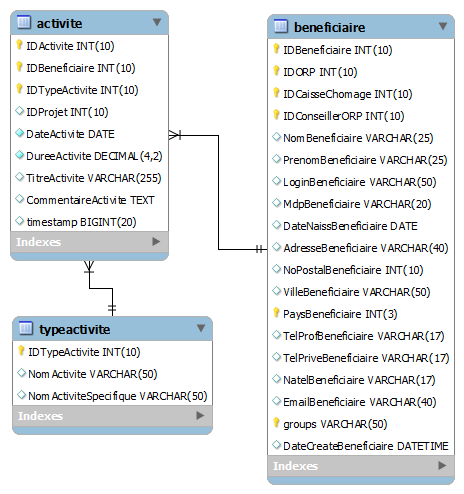 activite
IDActivite INT(10)
IDBeneficiaire INT(10)
IDTypeActivite INT(10)
IDProjet INT(10)
DateActivite DATE
DureeActivite DECIMAL(4,2)
TitreActivite VARCHAR(255)
CommentaireActivite TEXT
timestamp BIGINT(20)
Indexes
typeactivite
IDTypeActivite INT(10)
NomActivite VARCHAR(50)
NomActiviteSpecifique VARCHAR(50)
Indexes
beneficiaire
IDBeneficiaire INT(10)
IDORP INT(10)
IDCaisseChomage INT(10)
IDConseillerORP INT(10)
NomBeneficiaire VARCHAR(25)
PrenomBeneficiaire VARCHAR(25)
LoginBeneficiaire VARCHAR(50)
MdpBeneficiaire VARCHAR(20)
DateNaissBeneficiaire DATE
AdresseBeneficiaire VARCHAR(40)
NoPostalBeneficiaire INT(10)
VilleBeneficiaire VARCHAR(50)
PaysBeneficiaire INT(3)
TelProfBeneficiaire VARCHAR(17)
TelPriveBeneficiaire VARCHAR(17)
NatelBeneficiaire VARCHAR(17)
EmailBeneficiaire VARCHAR(40)
groups VARCHAR(50)
DateCreateBeneficiaire DATETIME
Indexes